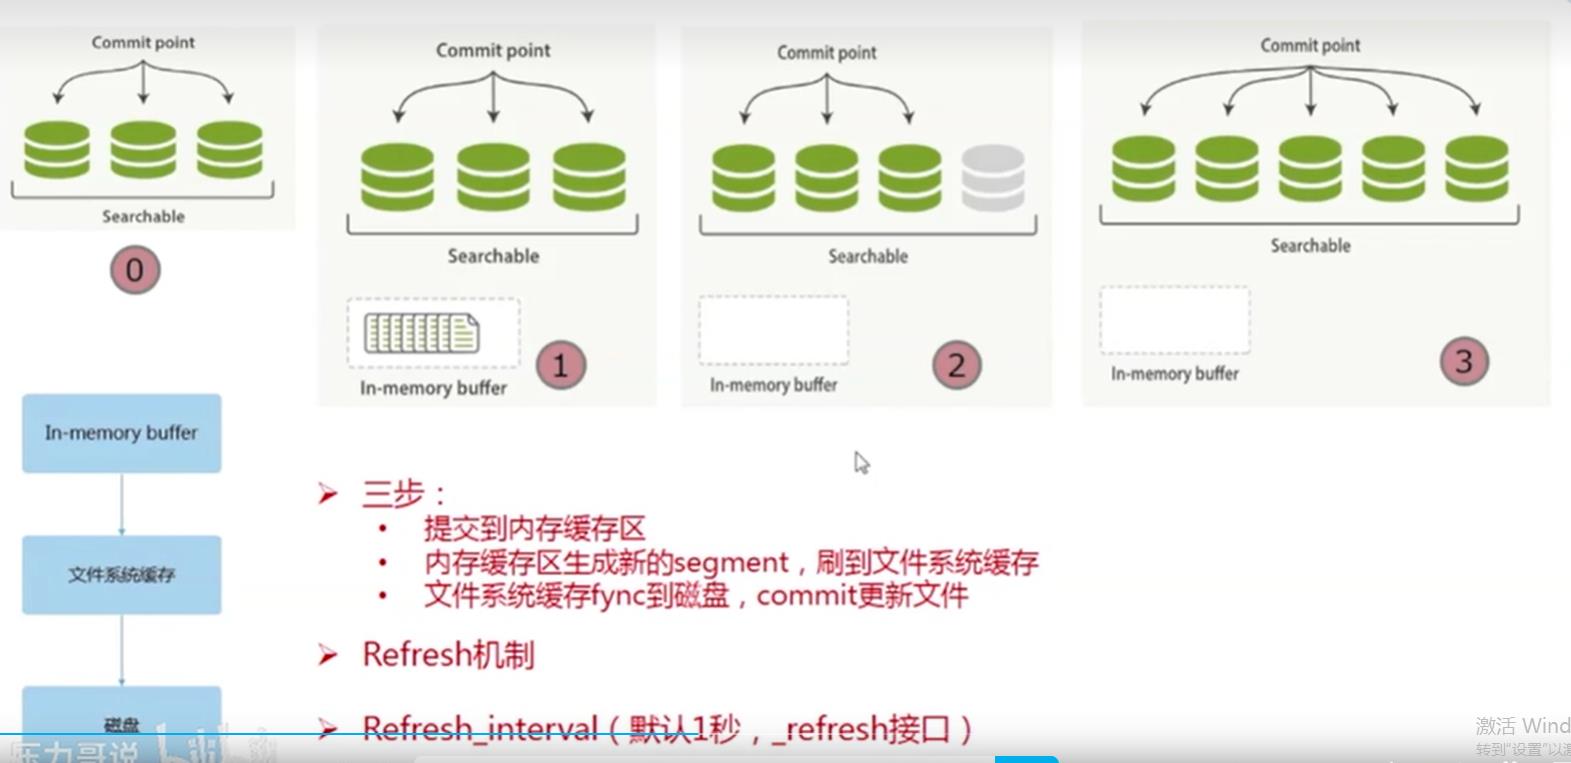 Commit point
Searchable
0
Commit point
Searchable
In-memory buffer
1
Commit point
Searchable
In-memory buffer
2
Commit point
Searchable
In-memory buffer
3
In-memory buffer
文件系统缓存
磁盘
➢ 三步：
• 提交到内存缓存区
• 内存缓存区生成新的segment，刷到文件系统缓存
• 文件系统缓存fync到磁盘，commit更新文件
➢ Refresh机制
➢ Refresh_interval（默认1秒，_refresh接口）
压力哥说 bilibili
激活 Wind
转到"设置"以激